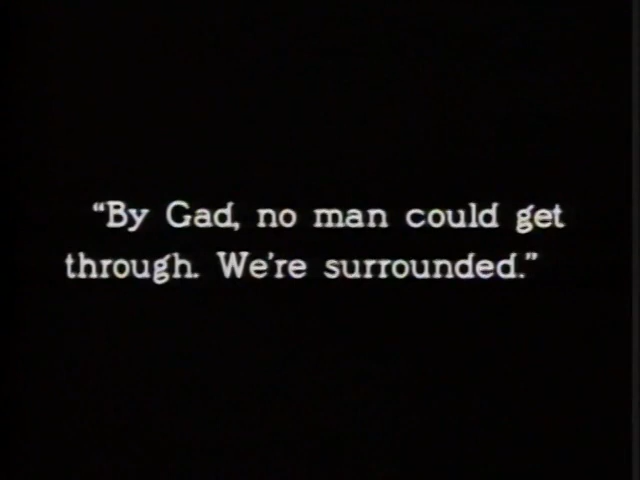 “By Gad, no man could get
through. We're surrounded.”